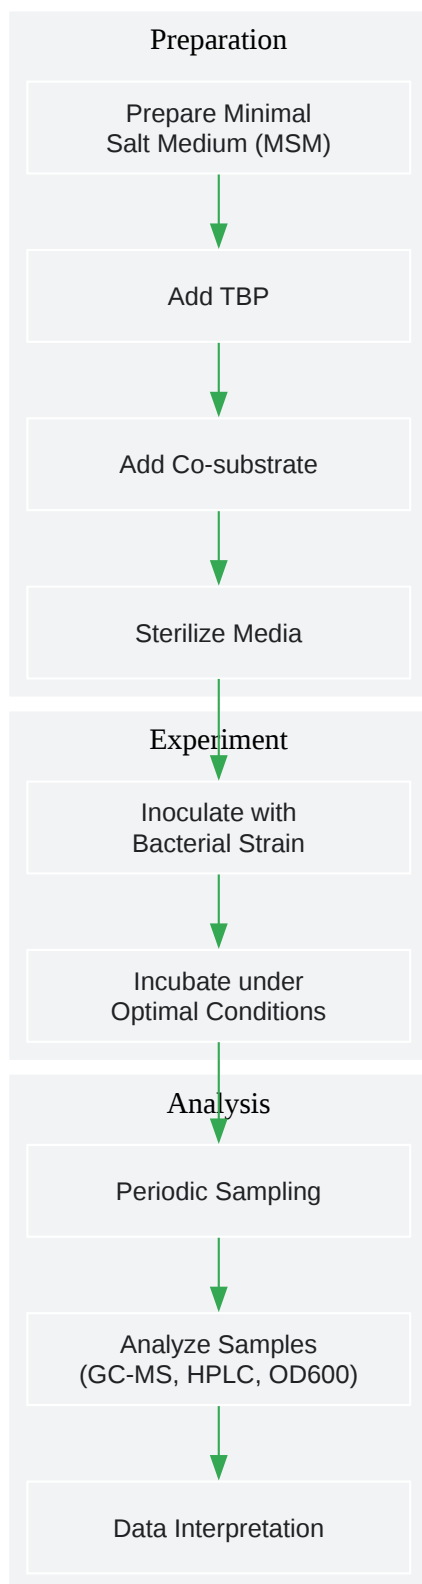 Preparation
Prepare Minimal
Salt Medium (MSM)
Add TBP
Add Co-substrate
Sterilize Media
Experiment
Inoculate with
Bacterial Strain
Incubate under
Optimal Conditions
Analysis
Periodic Sampling
Analyze Samples
(GC-MS, HPLC, OD600)
Data Interpretation